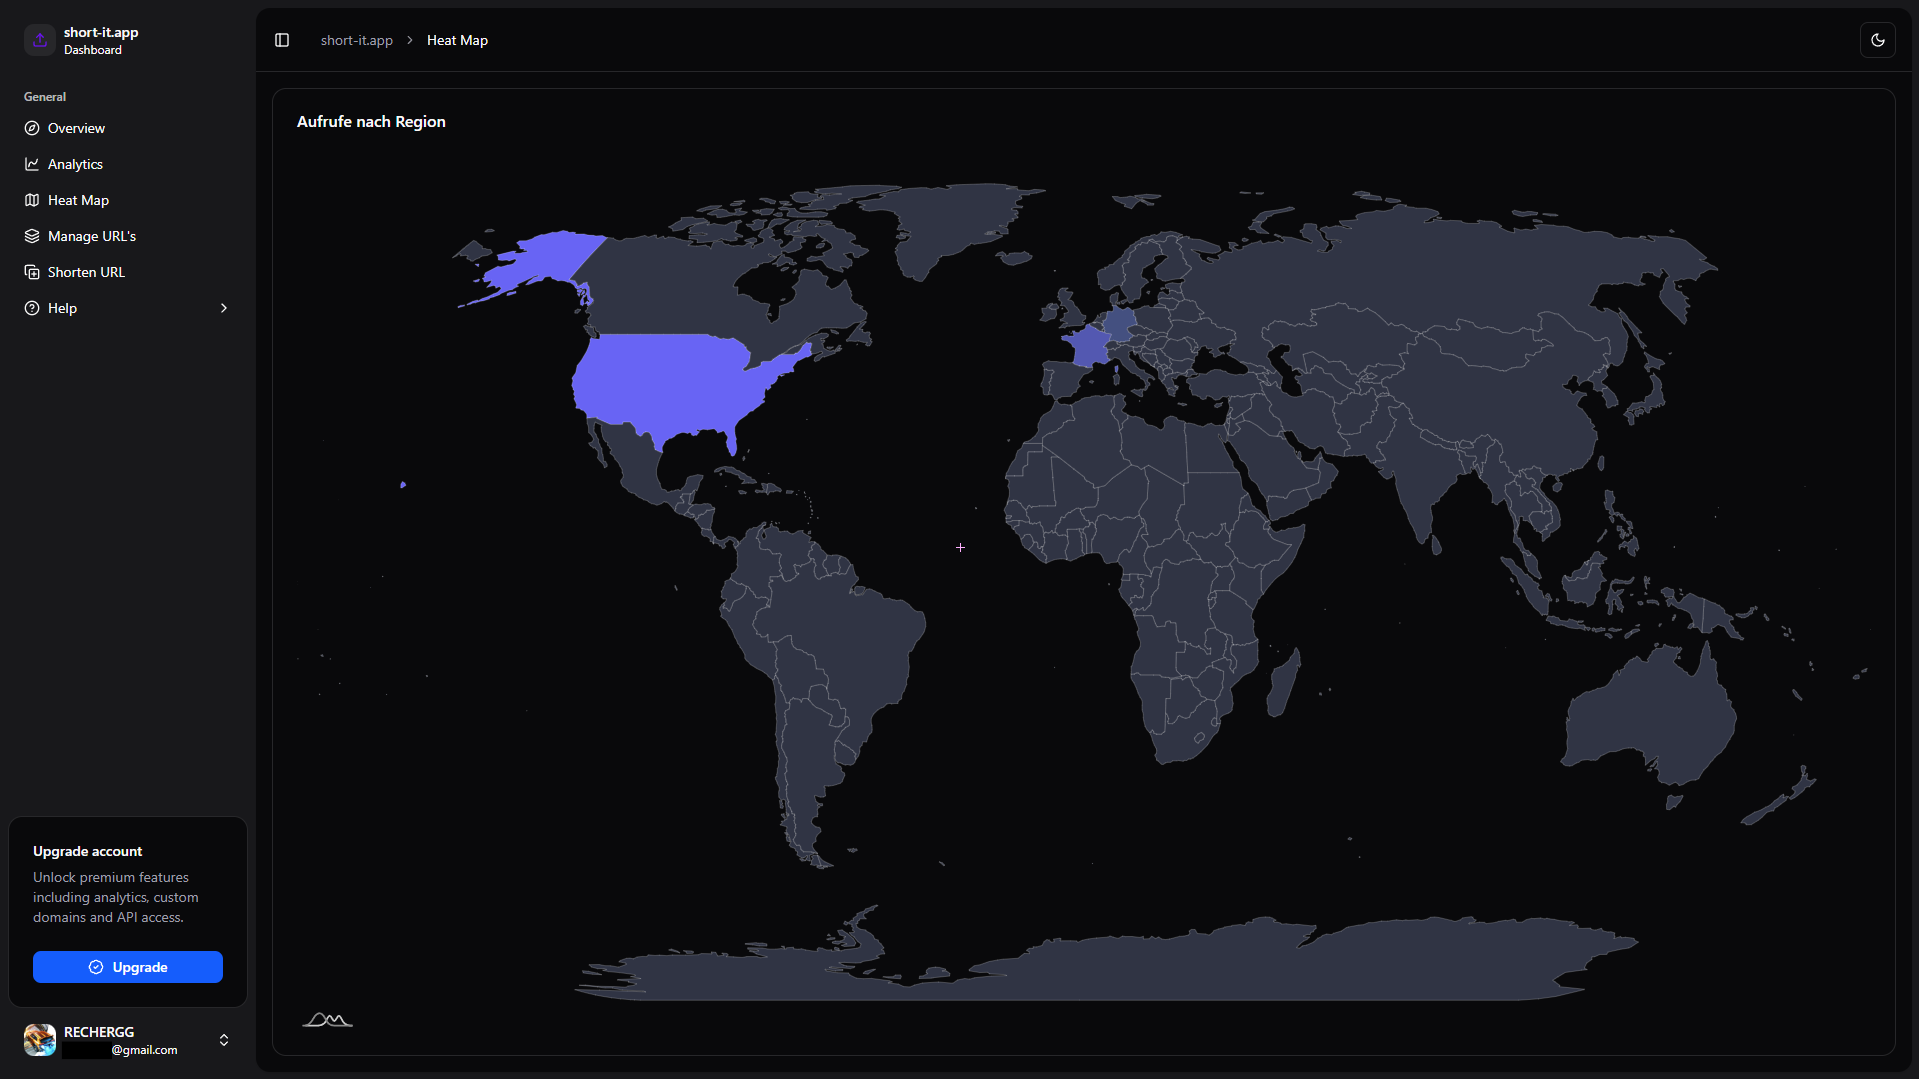 short-it.app
Dashboard
General
Overview
Analytics
Heat Map
Manage URL's
Shorten URL
Help
Upgrade account
Unlock premium features
including analytics, custom
domains and API access.
Upgrade
RECHERGG
@gmail.com
short-it.app > Heat Map
Aufrufe nach Region